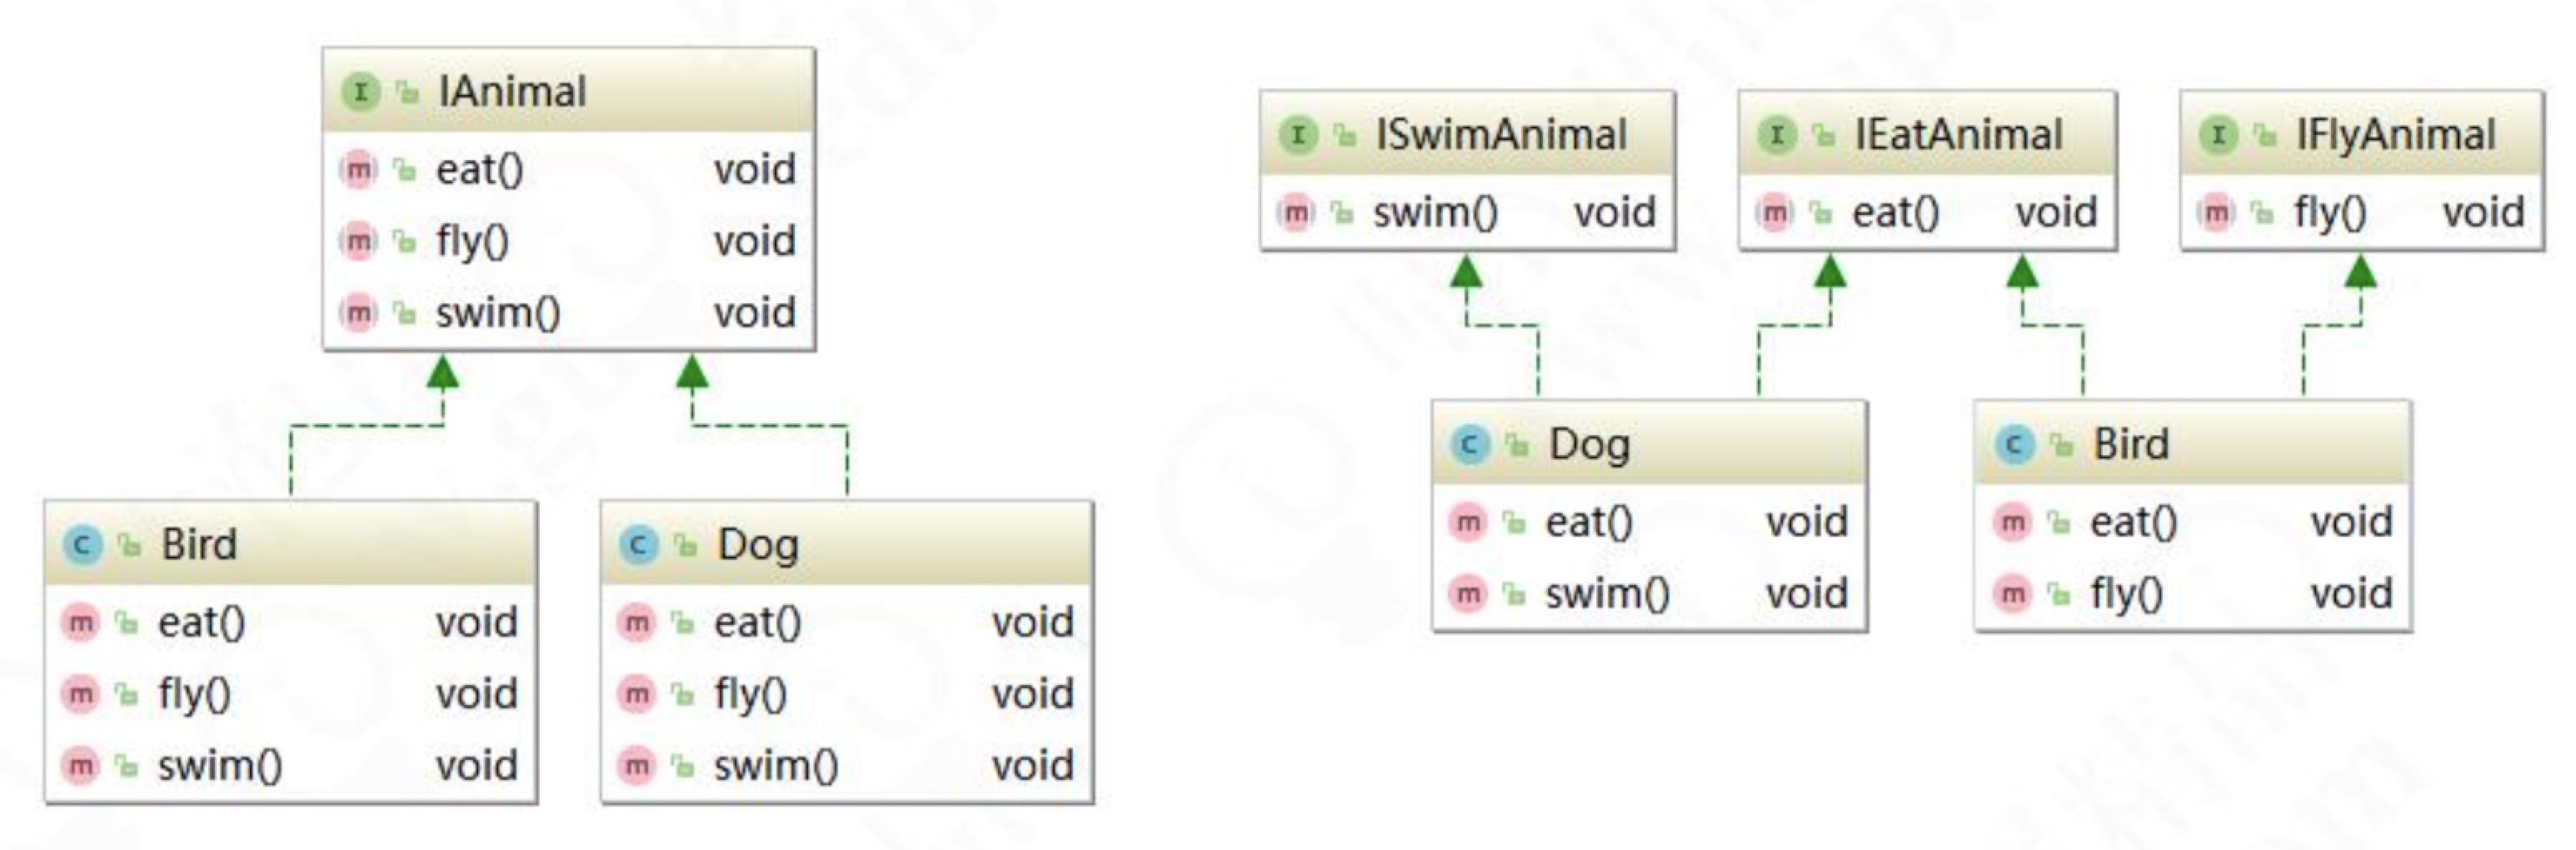 IAnimal
eat() void
fly() void
swim() void
Bird
eat() void
fly() void
swim() void
Dog
eat() void
fly() void
swim() void
ISwimAnimal
swim() void
IEatAnimal
eat() void
IFlyAnimal
fly() void
Dog
eat() void
swim() void
Bird
eat() void
fly() void